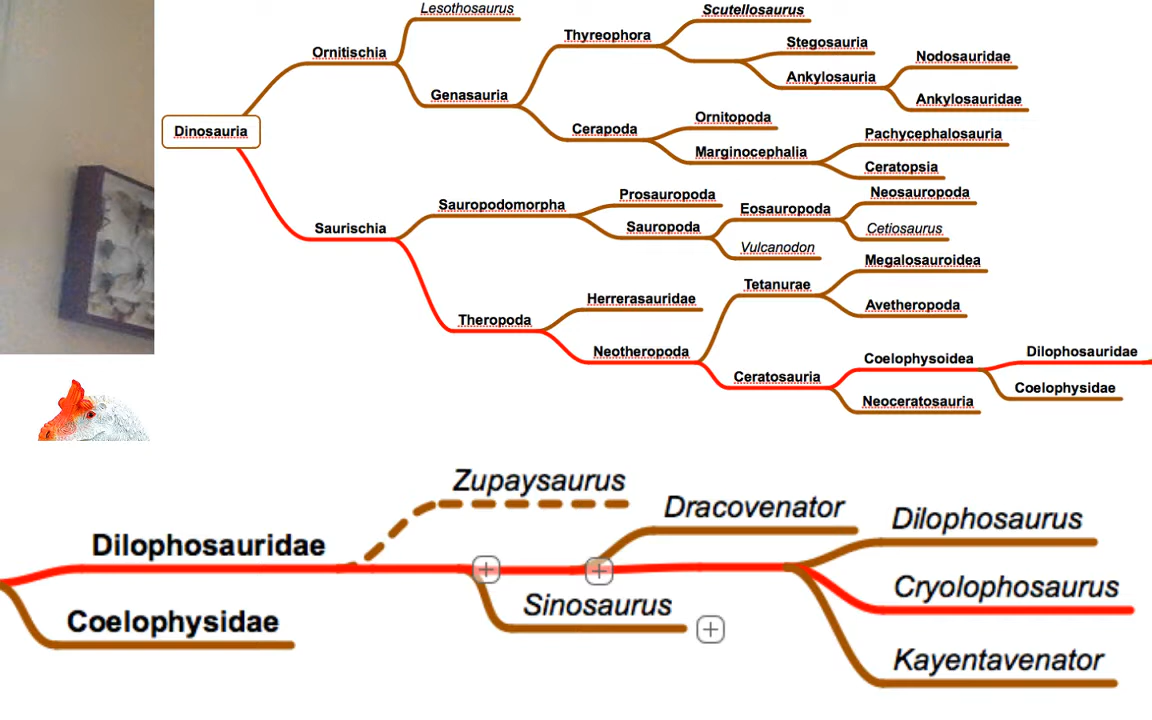 Lesothosaurus
Scutellosaurus
Thyreophora
Stegosauria
Ornitischia
Nodosauridae
Ankylosauria
Genasauria
Ankylosauridae
Ornitopoda
Dinosauria
Cerapoda
Pachycephalosauria
Marginocephalia
Ceratopsia
Neosauropoda
Prosauropoda
Sauropodomorpha
Eosauropoda
Saurischia
Sauropoda
Cetiosaurus
Vulcanodon
Megalosauroidea
Tetanurae
Herrerasauridae
Avetheropoda
Theropoda
Neotheropoda
Dilophosauridae
Coelophysoidea
Ceratosauria
Coelophysidae
Neoceratosauria
Zupaysaurus
Dracovenator
Dilophosaurus
Dilophosauridae
Cryolophosaurus
Sinosaurus
Coelophysidae
Kayentavenator